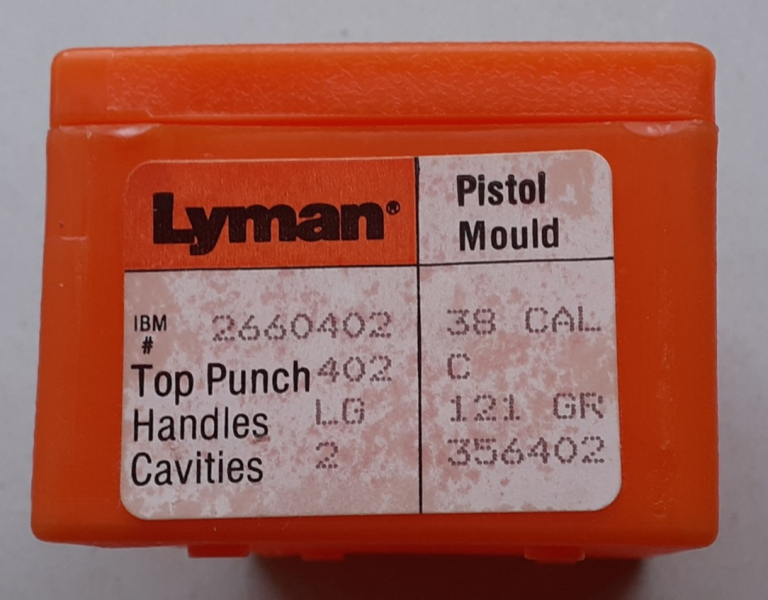 Lyman®
Pistol
Mould
IBM # 2660402
38 CAL
Top Punch 402
C
Handles LG
121 GR
Cavities 2
356402